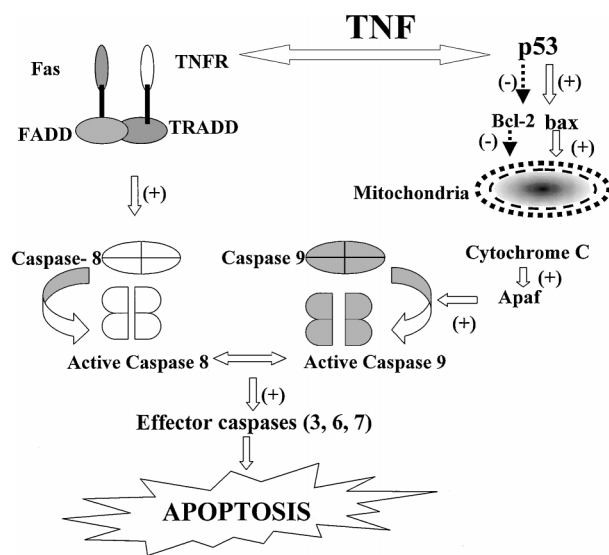 TNF
Fas
TNFR
p53
(-)
(+)
FADD
TRADD
Bcl-2 bax
(-)
(+)
Mitochondria
(+)
Caspase- 8
Caspase 9
Cytochrome C
(+)
Apaf
(+)
Active Caspase 8
Active Caspase 9
(+)
Effector caspases (3, 6, 7)
APOPTOSIS